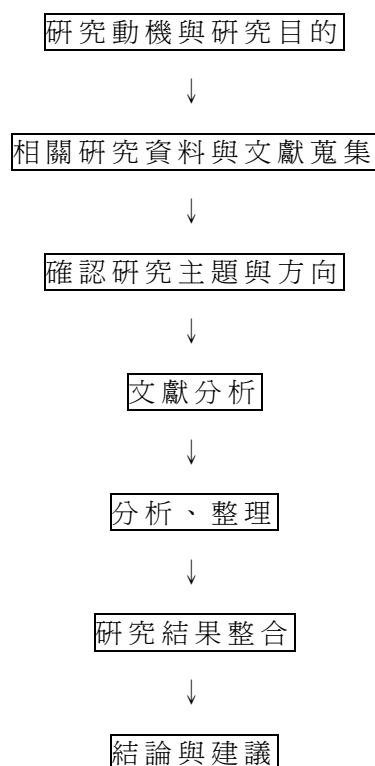 研究動機與研究目的
↓
相關研究資料與文獻蒐集
↓
確認研究主題與方向
↓
文獻分析
↓
分析、整理
↓
研究結果整合
↓
結論與建議